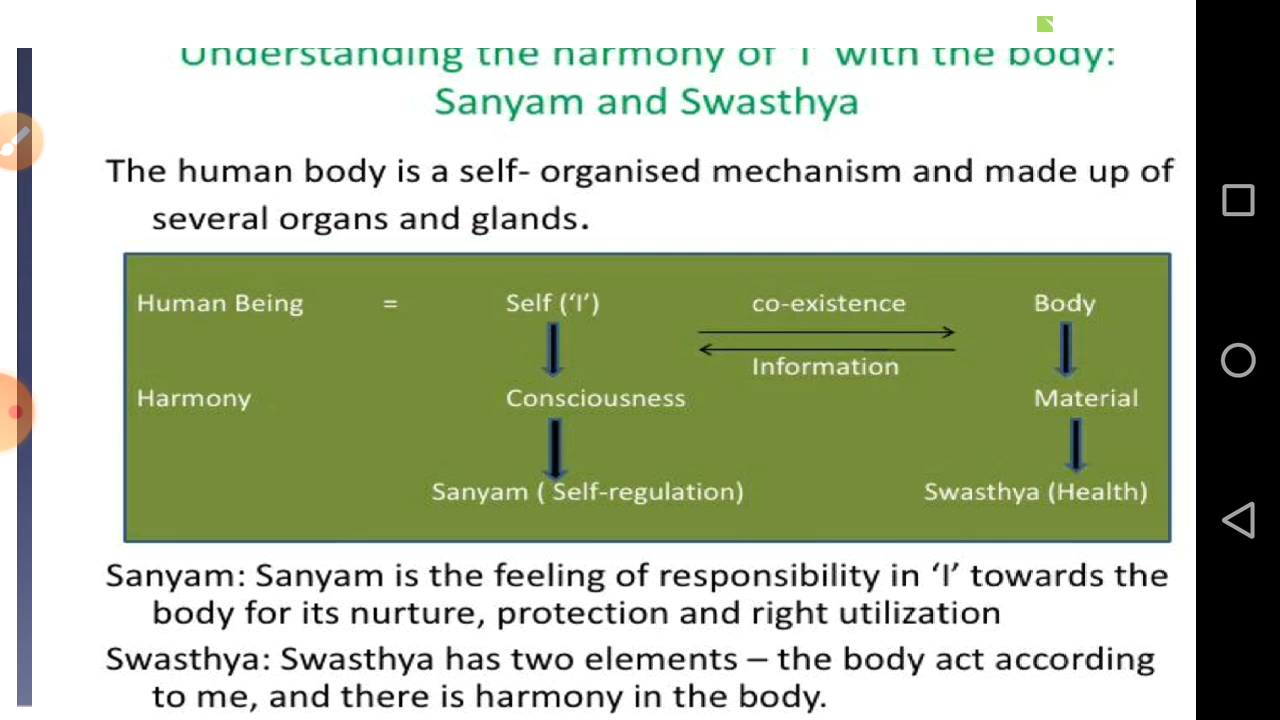 Understanding the harmony of 'I' with the body:
Sanyam and Swasthya
The human body is a self- organised mechanism and made up of
several organs and glands.
Human Being = Self ('I') co-existence Body
Information
Harmony Consciousness Material
Sanyam ( Self-regulation) Swasthya (Health)
Sanyam: Sanyam is the feeling of responsibility in 'I' towards the
body for its nurture, protection and right utilization
Swasthya: Swasthya has two elements – the body act according
to me, and there is harmony in the body.